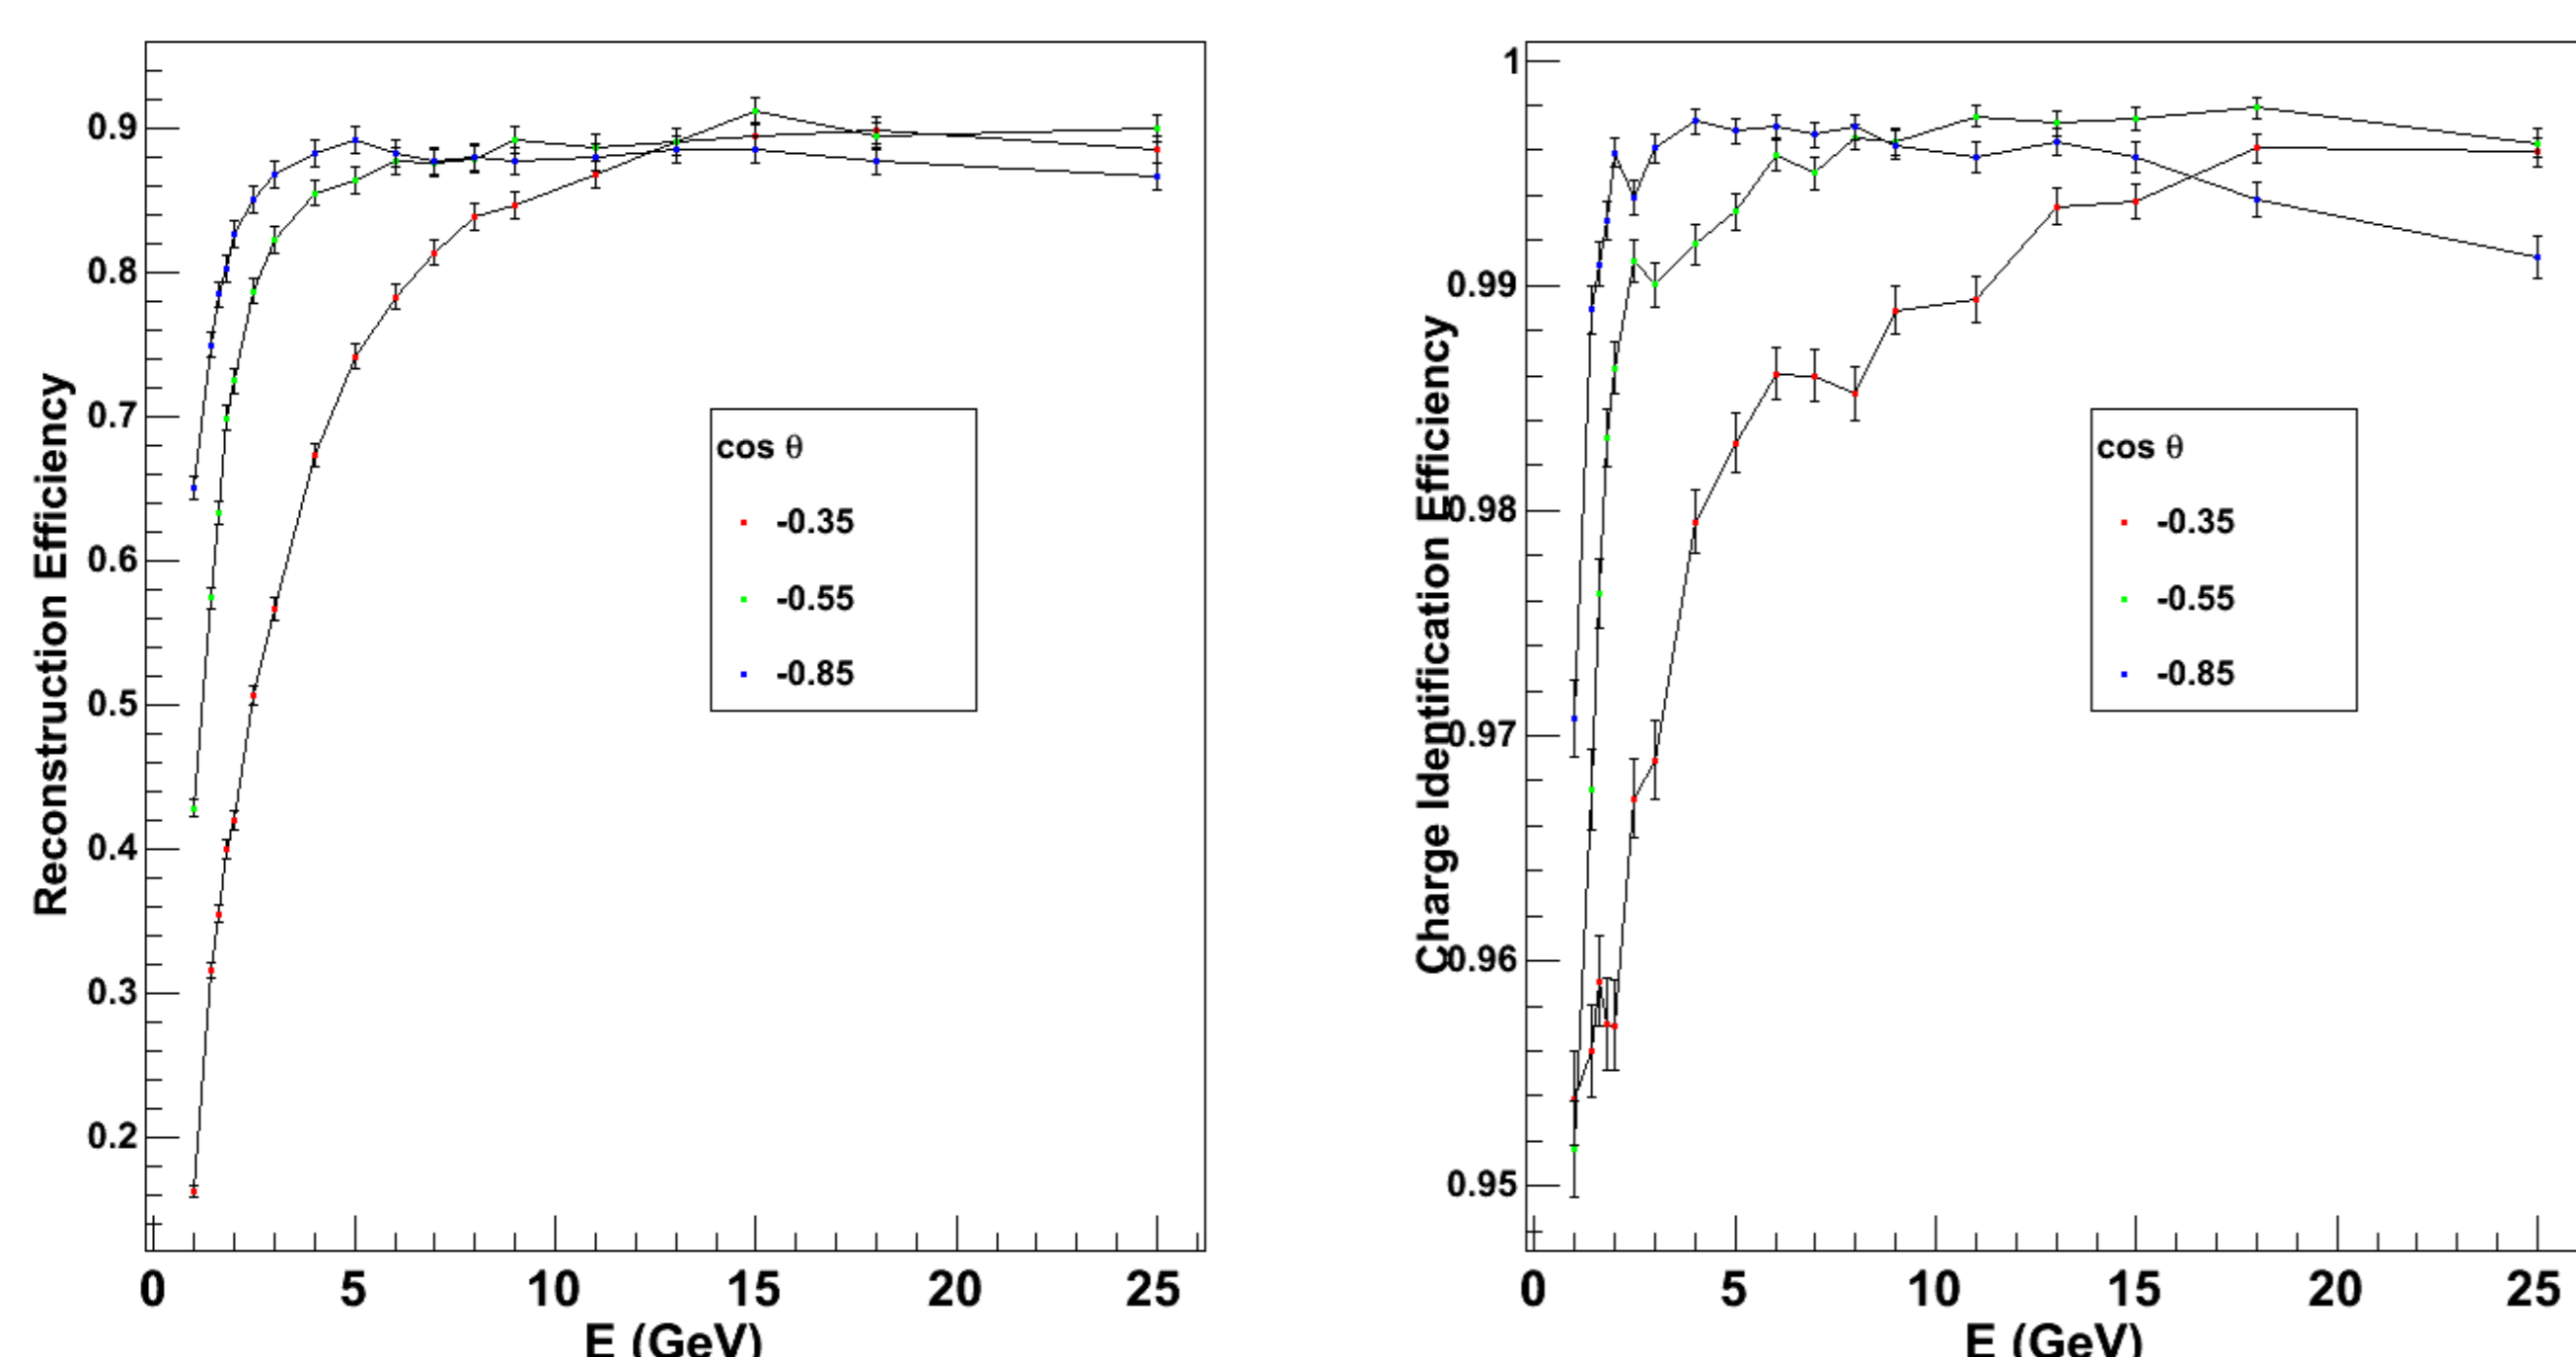 Reconstruction Efficiency
0.9
0.8
0.7
0.6
0.5
0.4
0.3
0.2
cos θ
-0.35
-0.55
-0.85
0 5 10 15 20 25
E (GeV)
Charge Identification Efficiency
1
0.99
0.98
0.97
0.96
0.95
cos θ
-0.35
-0.55
-0.85
0 5 10 15 20 25
E (GeV)